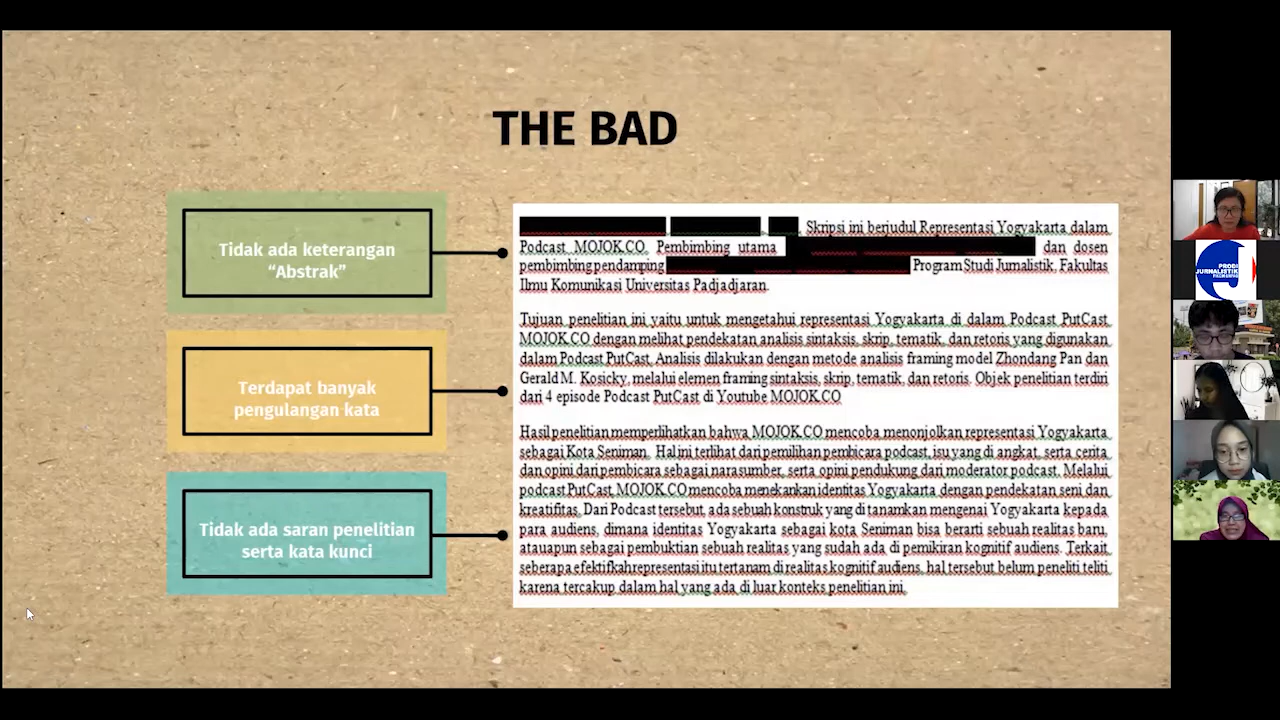 THE BAD
Tidak ada keterangan
“Abstrak”
Terdapat banyak
pengulangan kata
Tidak ada saran penelitian
serta kata kunci
Skripsi ini berjudul Representasi Yogyakarta dalam
Podcast MOJOK.CO, Pembimbing utama dan dosen
pembimbing pendamping Program Studi Jurnalistik, Fakultas
Ilmu Komunikasi Universitas Padjadjaran.
Tujuan penelitian ini yaitu untuk mengetahui representasi Yogyakarta di dalam Podcast PutCast
MOJOK.CO dengan melihat pendekatan analisis sintaksis, skrip, tematik, dan retoris yang digunakan
dalam Podcast PutCast. Analisis dilakukan dengan metode analisis framing model Zhondang Pan dan
Gerald M. Kosicky, melalui elemen framing sintaksis, skrip, tematik, dan retoris. Objek penelitian terdiri
dari 4 episode Podcast PutCast di Youtube MOJOK.CO
Hasil penelitian memperlihatkan bahwa MOJOK.CO mencoba menonjolkan representasi Yogyakarta
sebagai Kota Seniman. Hal ini terlihat dari pemilihan pembicara podcast, isu yang di angkat, serta cerita
dan opini dari pembicara sebagai narasumber, serta opini pendukung dari moderator podcast. Melalui
podcast PutCast, MOJOK.CO mencoba menekankan identitas Yogyakarta dengan pendekatan seni dan
kreatifitas. Dari Podcast tersebut, ada sebuah konstruk yang di tanamkan mengenai Yogyakarta kepada
para audiens, dimana identitas Yogyakarta sebagai kota Seniman bisa berarti sebuah realitas baru,
atauapun sebagai pembuktian sebuah realitas yang sudah ada di pemikiran kognitif audiens. Terkait
seberapa efektifkah representasi itu tertanam di realitas kognitif audiens, hal tersebut belum peneliti teliti
karena tercakup dalam hal yang ada di luar konteks penelitian ini.
PRODI
JURNALISTIK